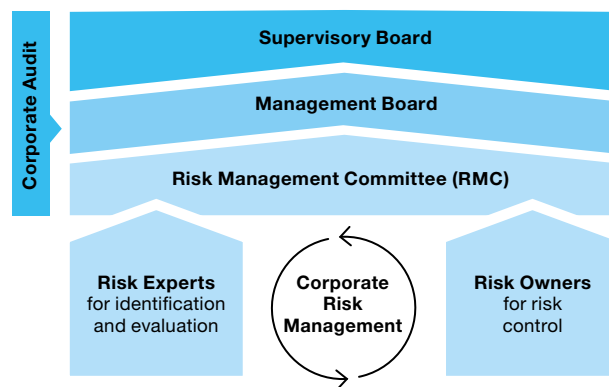 Corporate Audit
Supervisory Board
Management Board
Risk Management Committee (RMC)
Risk Experts
for identification
and evaluation
Corporate
Risk
Management
Risk Owners
for risk
control